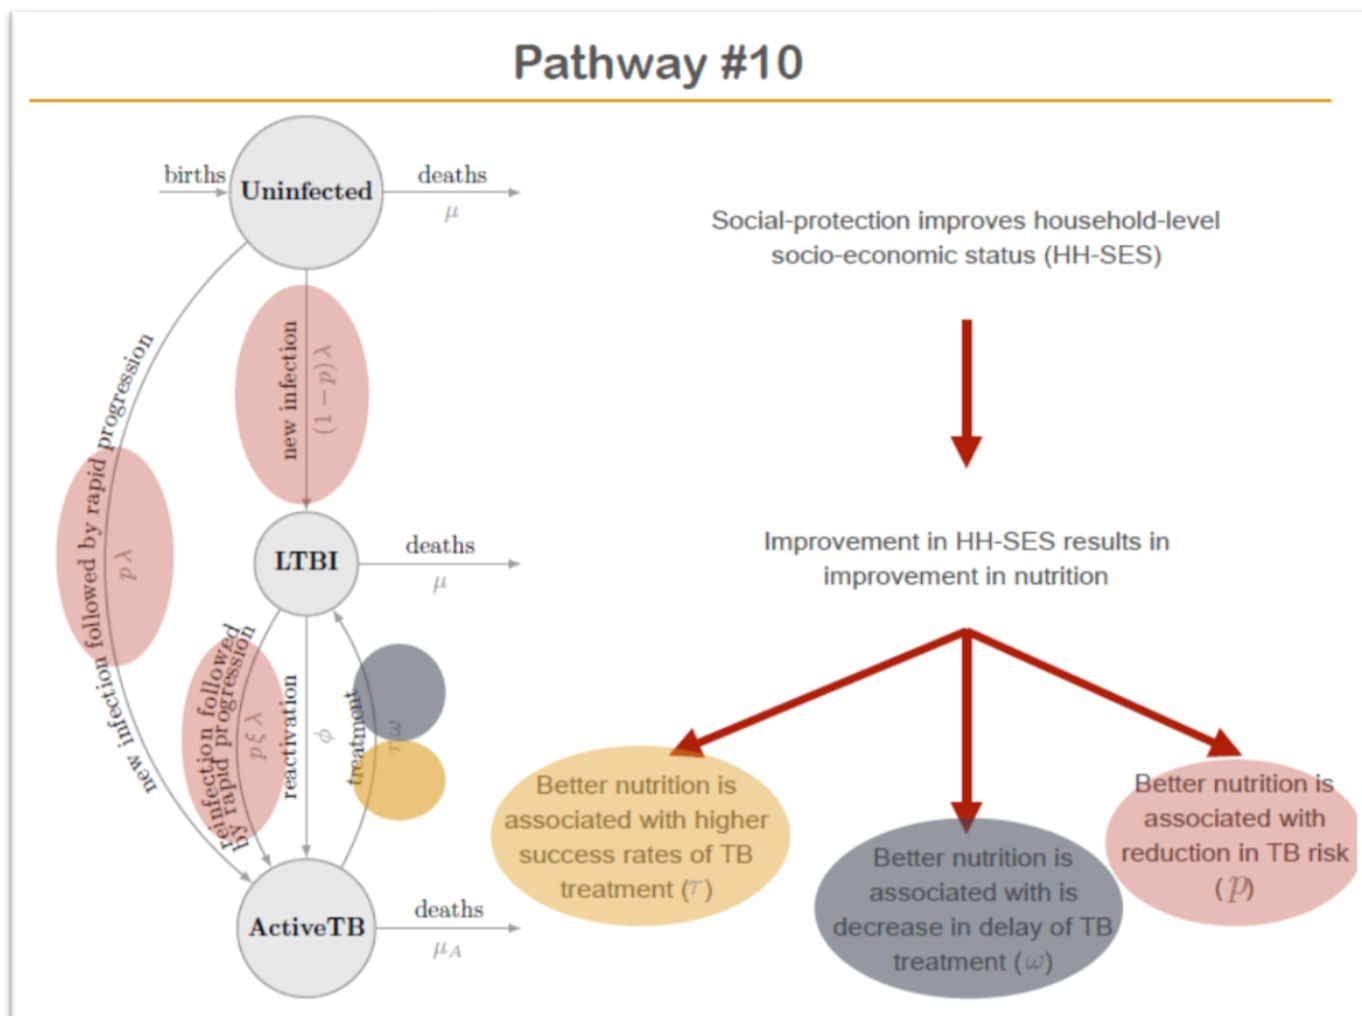 Pathway #10
births
Uninfected
deaths
μ
new infection
(1 − p) λ
new infection followed by rapid progression
p λ
LTBI
deaths
μ
reinfection followed
by rapid progression
p ξ λ
reactivation
ϕ
treatment
τ ω
ActiveTB
deaths
μ_A
Social-protection improves household-level
socio-economic status (HH-SES)
Improvement in HH-SES results in
improvement in nutrition
Better nutrition is
associated with higher
success rates of TB
treatment (τ)
Better nutrition is
associated with is
decrease in delay of TB
treatment (ω)
Better nutrition is
associated with
reduction in TB risk
(p)